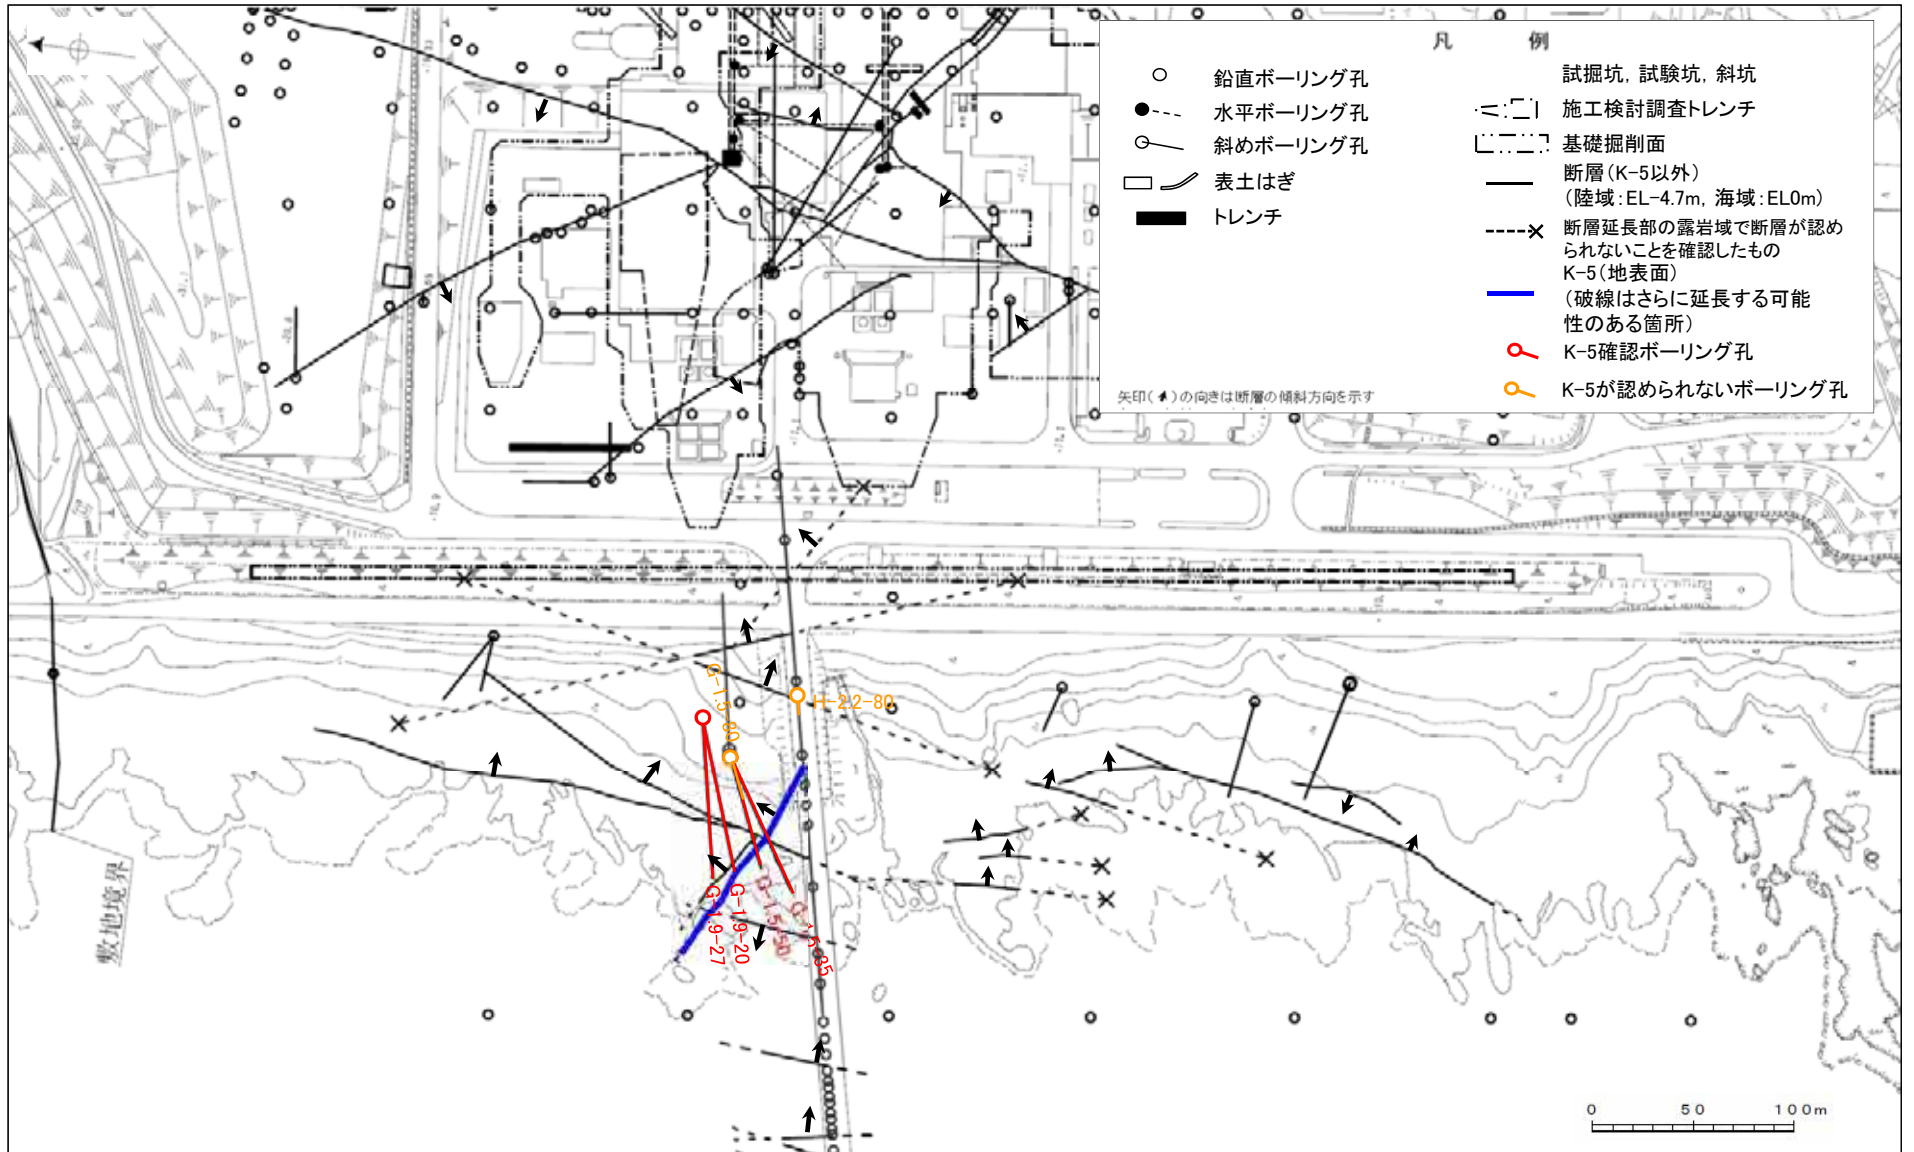 凡　例
鉛直ボーリング孔
水平ボーリング孔
斜めボーリング孔
表土はぎ
トレンチ
試掘坑, 試験坑, 斜坑
施工検討調査トレンチ
基礎掘削面
断層(K-5以外)
(陸域:EL-4.7m, 海域:EL0m)
断層延長部の露岩域で断層が認め
られないことを確認したもの
K-5(地表面)
(破線はさらに延長する可能
性のある箇所)
K-5確認ボーリング孔
K-5が認められないボーリング孔
矢印( )の向きは断層の傾斜方向を示す
G-1.5-80
H-2.2-80
G-1.9-27
G-1.9-20
G-1.5-50
G-1.5-35
敷地境界
0 50 100m